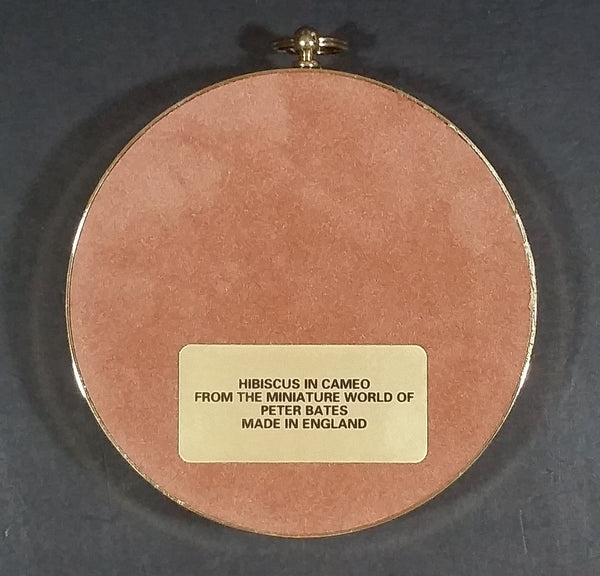 HIBISCUS IN CAMEO
FROM THE MINIATURE WORLD OF
PETER BATES
MADE IN ENGLAND